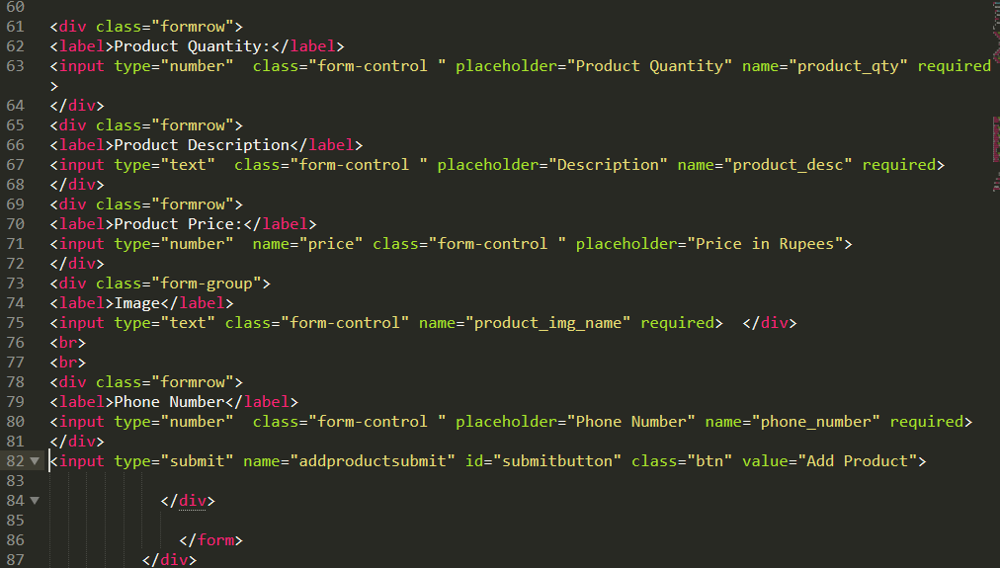 60
61 <div class="formrow">
62 <label>Product Quantity:</label>
63 <input type="number"  class="form-control " placeholder="Product Quantity" name="product_qty" required
>
64 </div>
65 <div class="formrow">
66 <label>Product Description</label>
67 <input type="text"  class="form-control " placeholder="Description" name="product_desc" required>
68 </div>
69 <div class="formrow">
70 <label>Product Price:</label>
71 <input type="number"  name="price" class="form-control " placeholder="Price in Rupees">
72 </div>
73 <div class="form-group">
74 <label>Image</label>
75 <input type="text" class="form-control" name="product_img_name" required>  </div>
76 <br>
77 <br>
78 <div class="formrow">
79 <label>Phone Number</label>
80 <input type="number"  class="form-control " placeholder="Phone Number" name="phone_number" required>
81 </div>
82 <input type="submit" name="addproductsubmit" id="submitbutton" class="btn" value="Add Product">
83
84 </div>
85
86 </form>
87 </div>